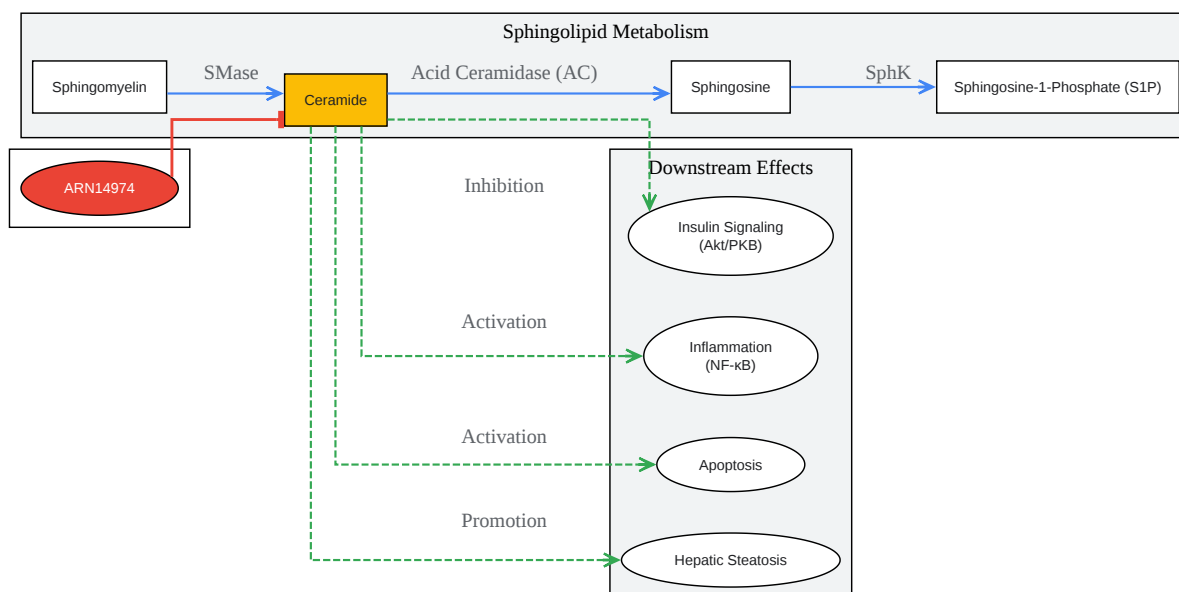 Sphingolipid Metabolism
SMase
Acid Ceramidase (AC)
SphK
Sphingomyelin
Ceramide
Sphingosine
Sphingosine-1-Phosphate (S1P)
ARN14974
Downstream Effects
Inhibition
Insulin Signaling
(Akt/PKB)
Activation
Inflammation
(NF-κB)
Activation
Apoptosis
Promotion
Hepatic Steatosis